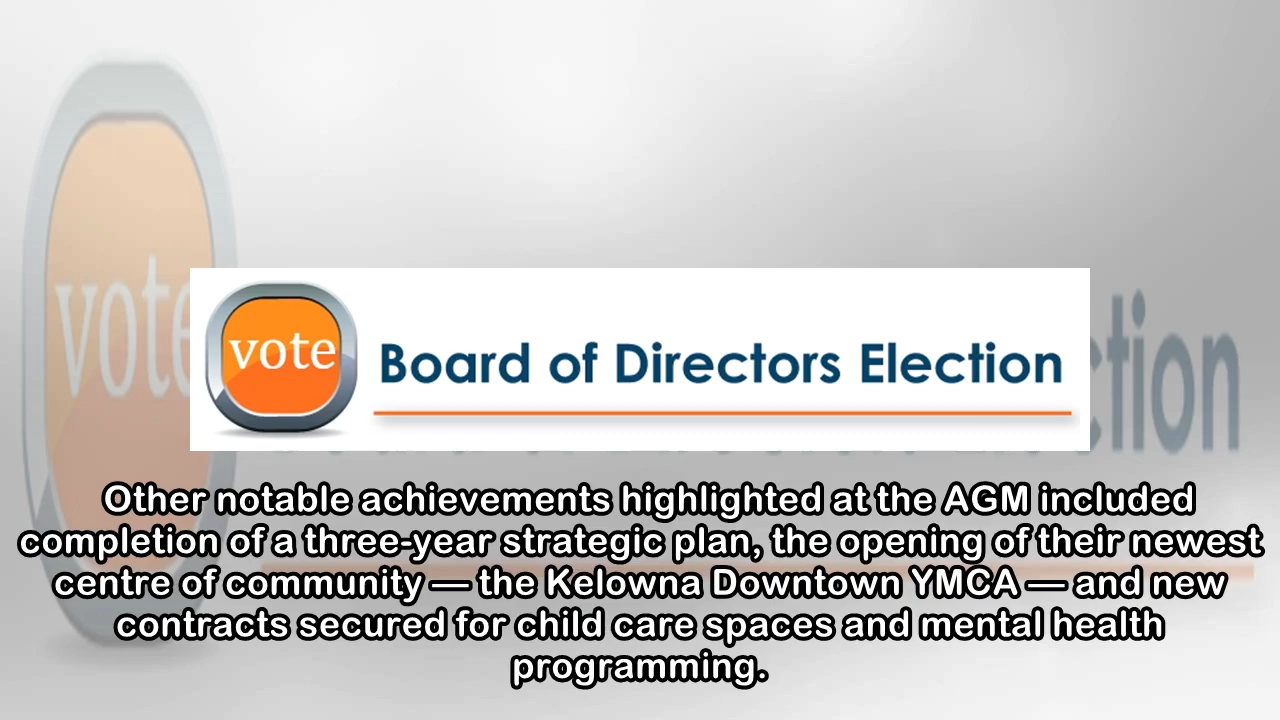 vote
Board of Directors Election
vote
ction
Other notable achievements highlighted at the AGM included
completion of a three-year strategic plan, the opening of their newest
centre of community — the Kelowna Downtown YMCA — and new
contracts secured for child care spaces and mental health
programming.